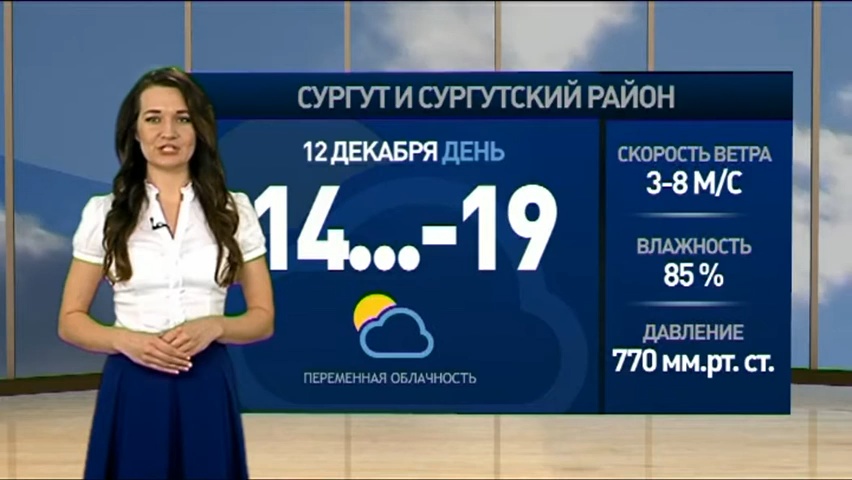 СУРГУТ И СУРГУТСКИЙ РАЙОН
12 ДЕКАБРЯ ДЕНЬ
14...-19
ПЕРЕМЕННАЯ ОБЛАЧНОСТЬ
СКОРОСТЬ ВЕТРА
3-8 М/С
ВЛАЖНОСТЬ
85 %
ДАВЛЕНИЕ
770 мм.рт. ст.